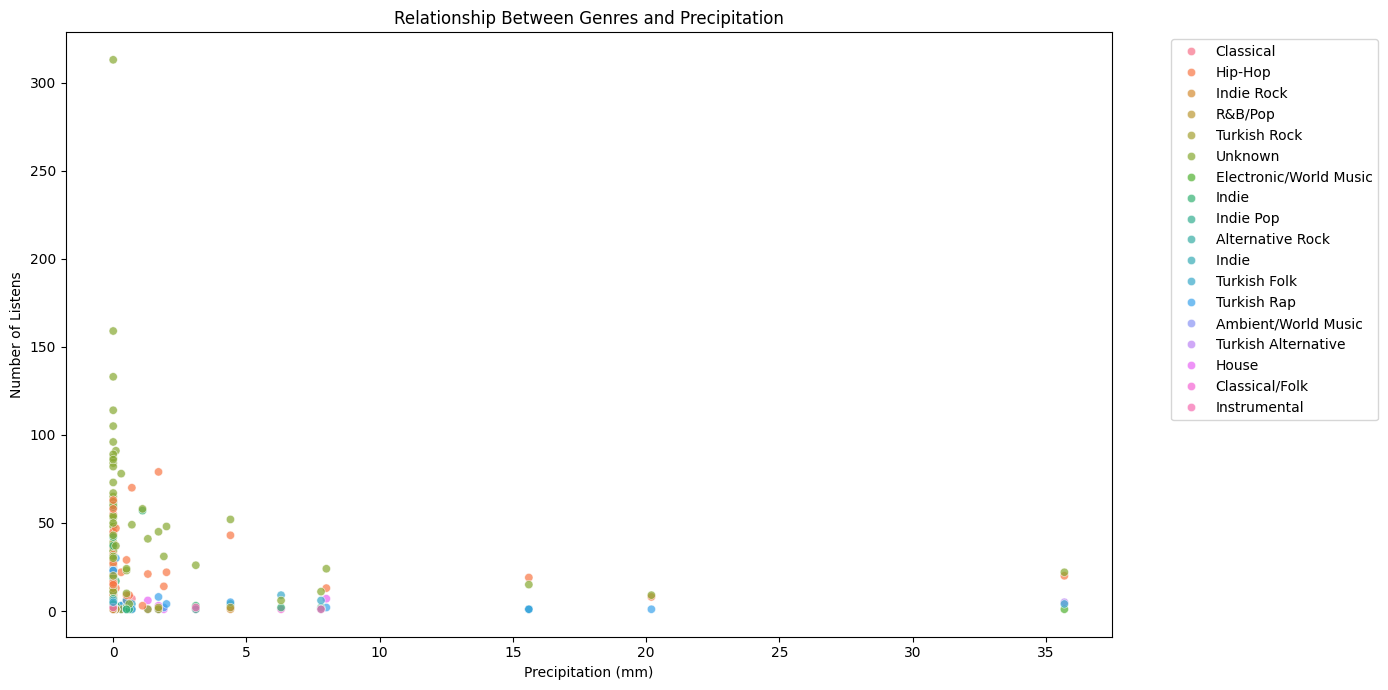 Relationship Between Genres and Precipitation
Number of Listens
300
250
200
150
100
50
0
0 5 10 15 20 25 30 35
Precipitation (mm)
Classical
Hip-Hop
Indie Rock
R&B/Pop
Turkish Rock
Unknown
Electronic/World Music
Indie
Indie Pop
Alternative Rock
Indie
Turkish Folk
Turkish Rap
Ambient/World Music
Turkish Alternative
House
Classical/Folk
Instrumental